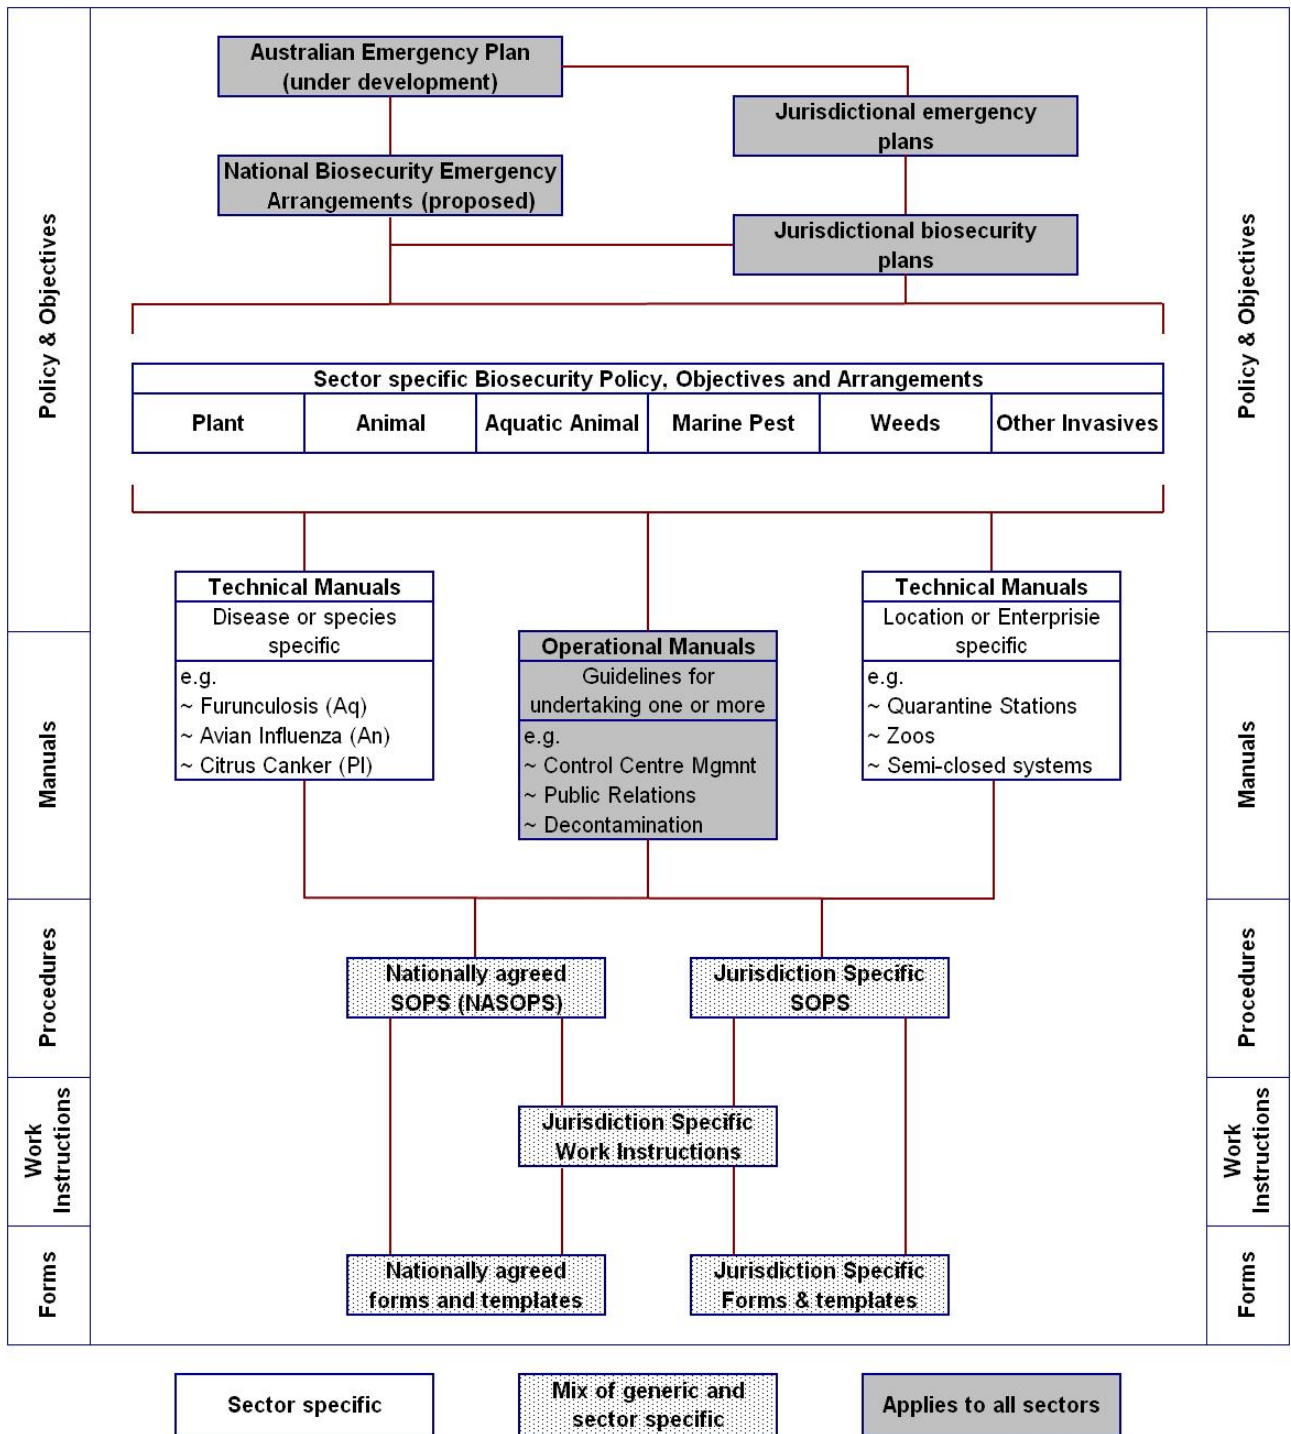 Australian Emergency Plan
(under development)
Jurisdictional emergency
plans
National Biosecurity Emergency
Arrangements (proposed)
Jurisdictional biosecurity
plans
Policy & Objectives
Policy & Objectives
Sector specific Biosecurity Policy, Objectives and Arrangements
Plant
Animal
Aquatic Animal
Marine Pest
Weeds
Other Invasives
Technical Manuals
Disease or species
specific
e.g.
~ Furunculosis (Aq)
~ Avian Influenza (An)
~ Citrus Canker (Pl)
Operational Manuals
Guidelines for
undertaking one or more
e.g.
~ Control Centre Mgmnt
~ Public Relations
~ Decontamination
Technical Manuals
Location or Enterprisie
specific
e.g.
~ Quarantine Stations
~ Zoos
~ Semi-closed systems
Manuals
Manuals
Procedures
Nationally agreed
SOPS (NASOPS)
Jurisdiction Specific
SOPS
Procedures
Work
Instructions
Jurisdiction Specific
Work Instructions
Work
Instructions
Forms
Nationally agreed
forms and templates
Jurisdiction Specific
Forms & templates
Forms
Sector specific
Mix of generic and
sector specific
Applies to all sectors